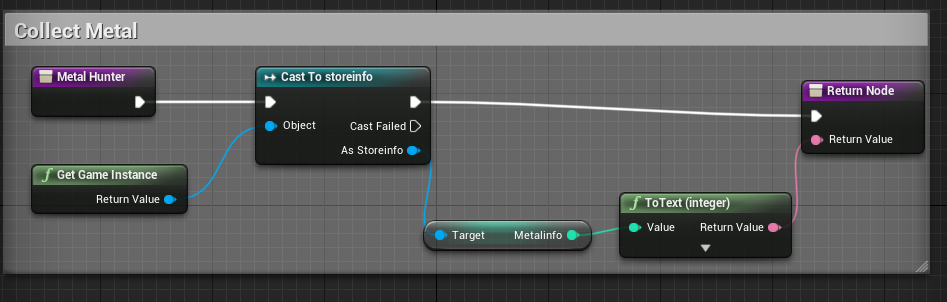 Collect Metal
Metal Hunter
Cast To storeinfo
Object
Cast Failed
As Storeinfo
Get Game Instance
Return Value
Target
Metalinfo
f ToText (integer)
Value
Return Value
Return Node
Return Value